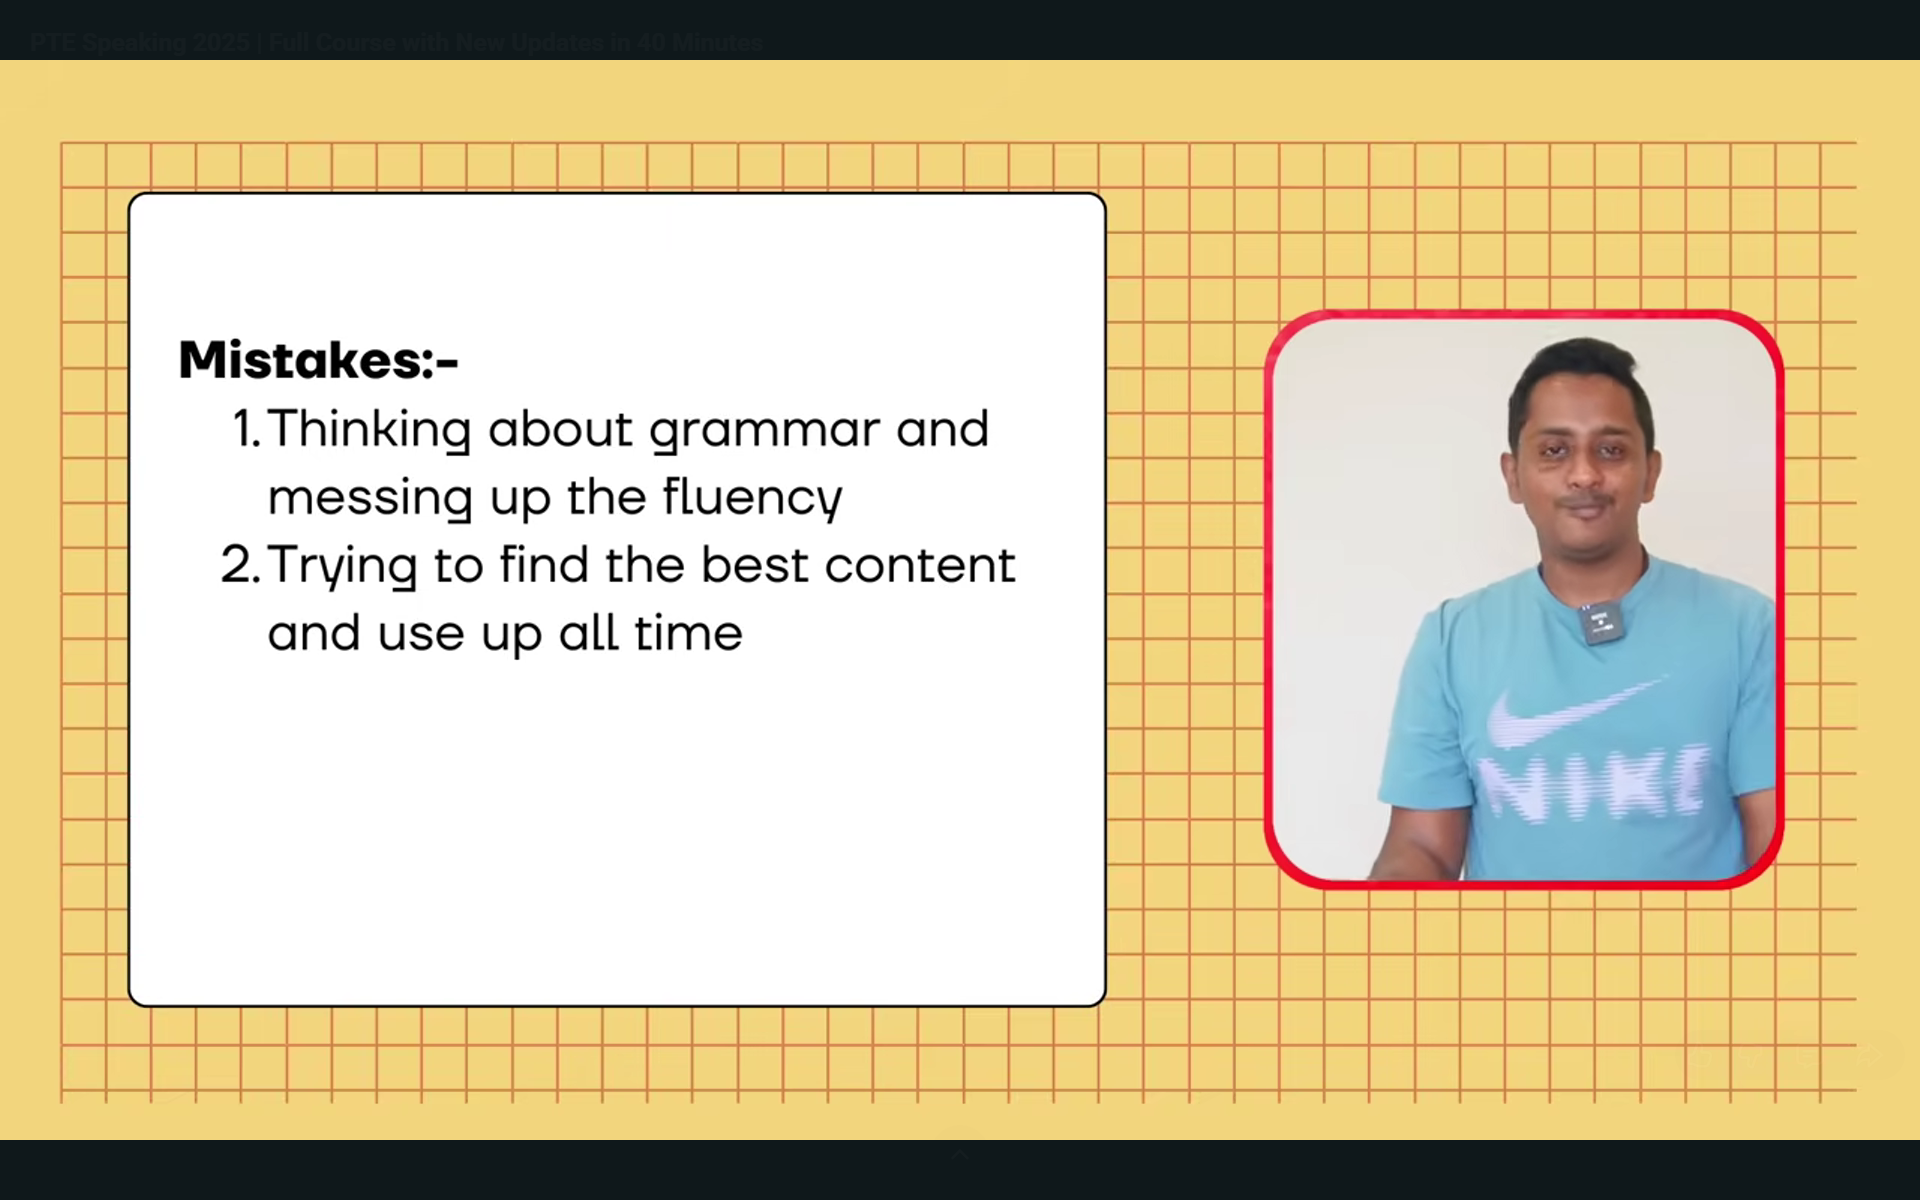 PTE Speaking 2025 | Full Course with New Updates in 40 Minutes
Mistakes:-
1. Thinking about grammar and
messing up the fluency
2. Trying to find the best content
and use up all time
NIKE